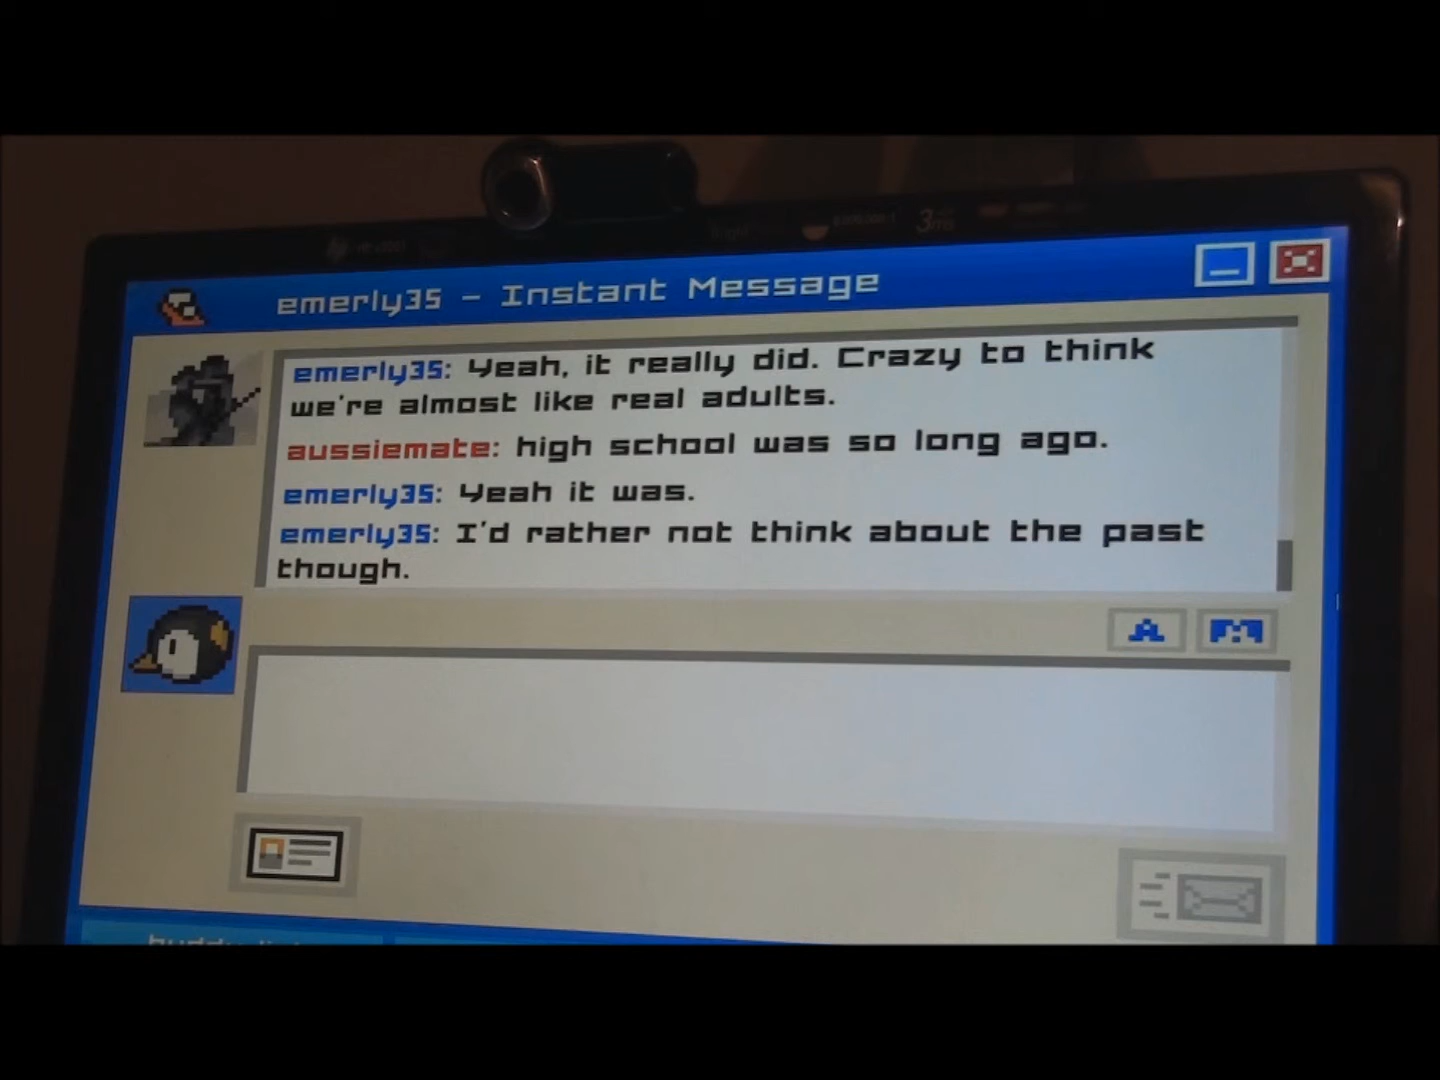 3
emerly35 - Instant Message
emerly35: Yeah, it really did. Crazy to think
we're almost like real adults.
aussiemate: high school was so long ago.
emerly35: Yeah it was.
emerly35: I'd rather not think about the past
though.
A